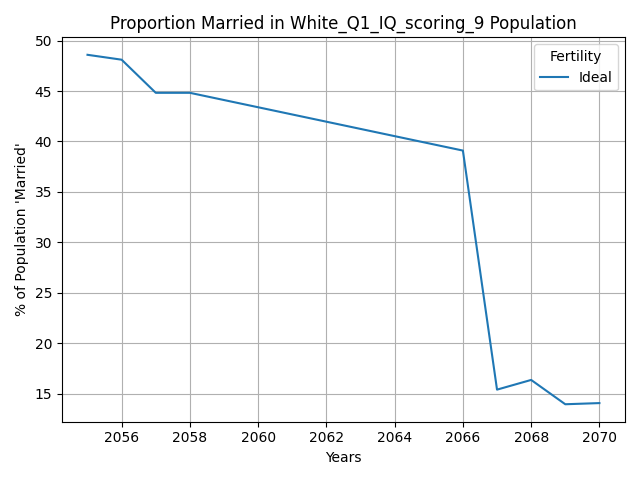 Proportion Married in White_Q1_IQ_scoring_9 Population
Fertility
Ideal
% of Population 'Married'
50
45
40
35
30
25
20
15
2056 2058 2060 2062 2064 2066 2068 2070
Years